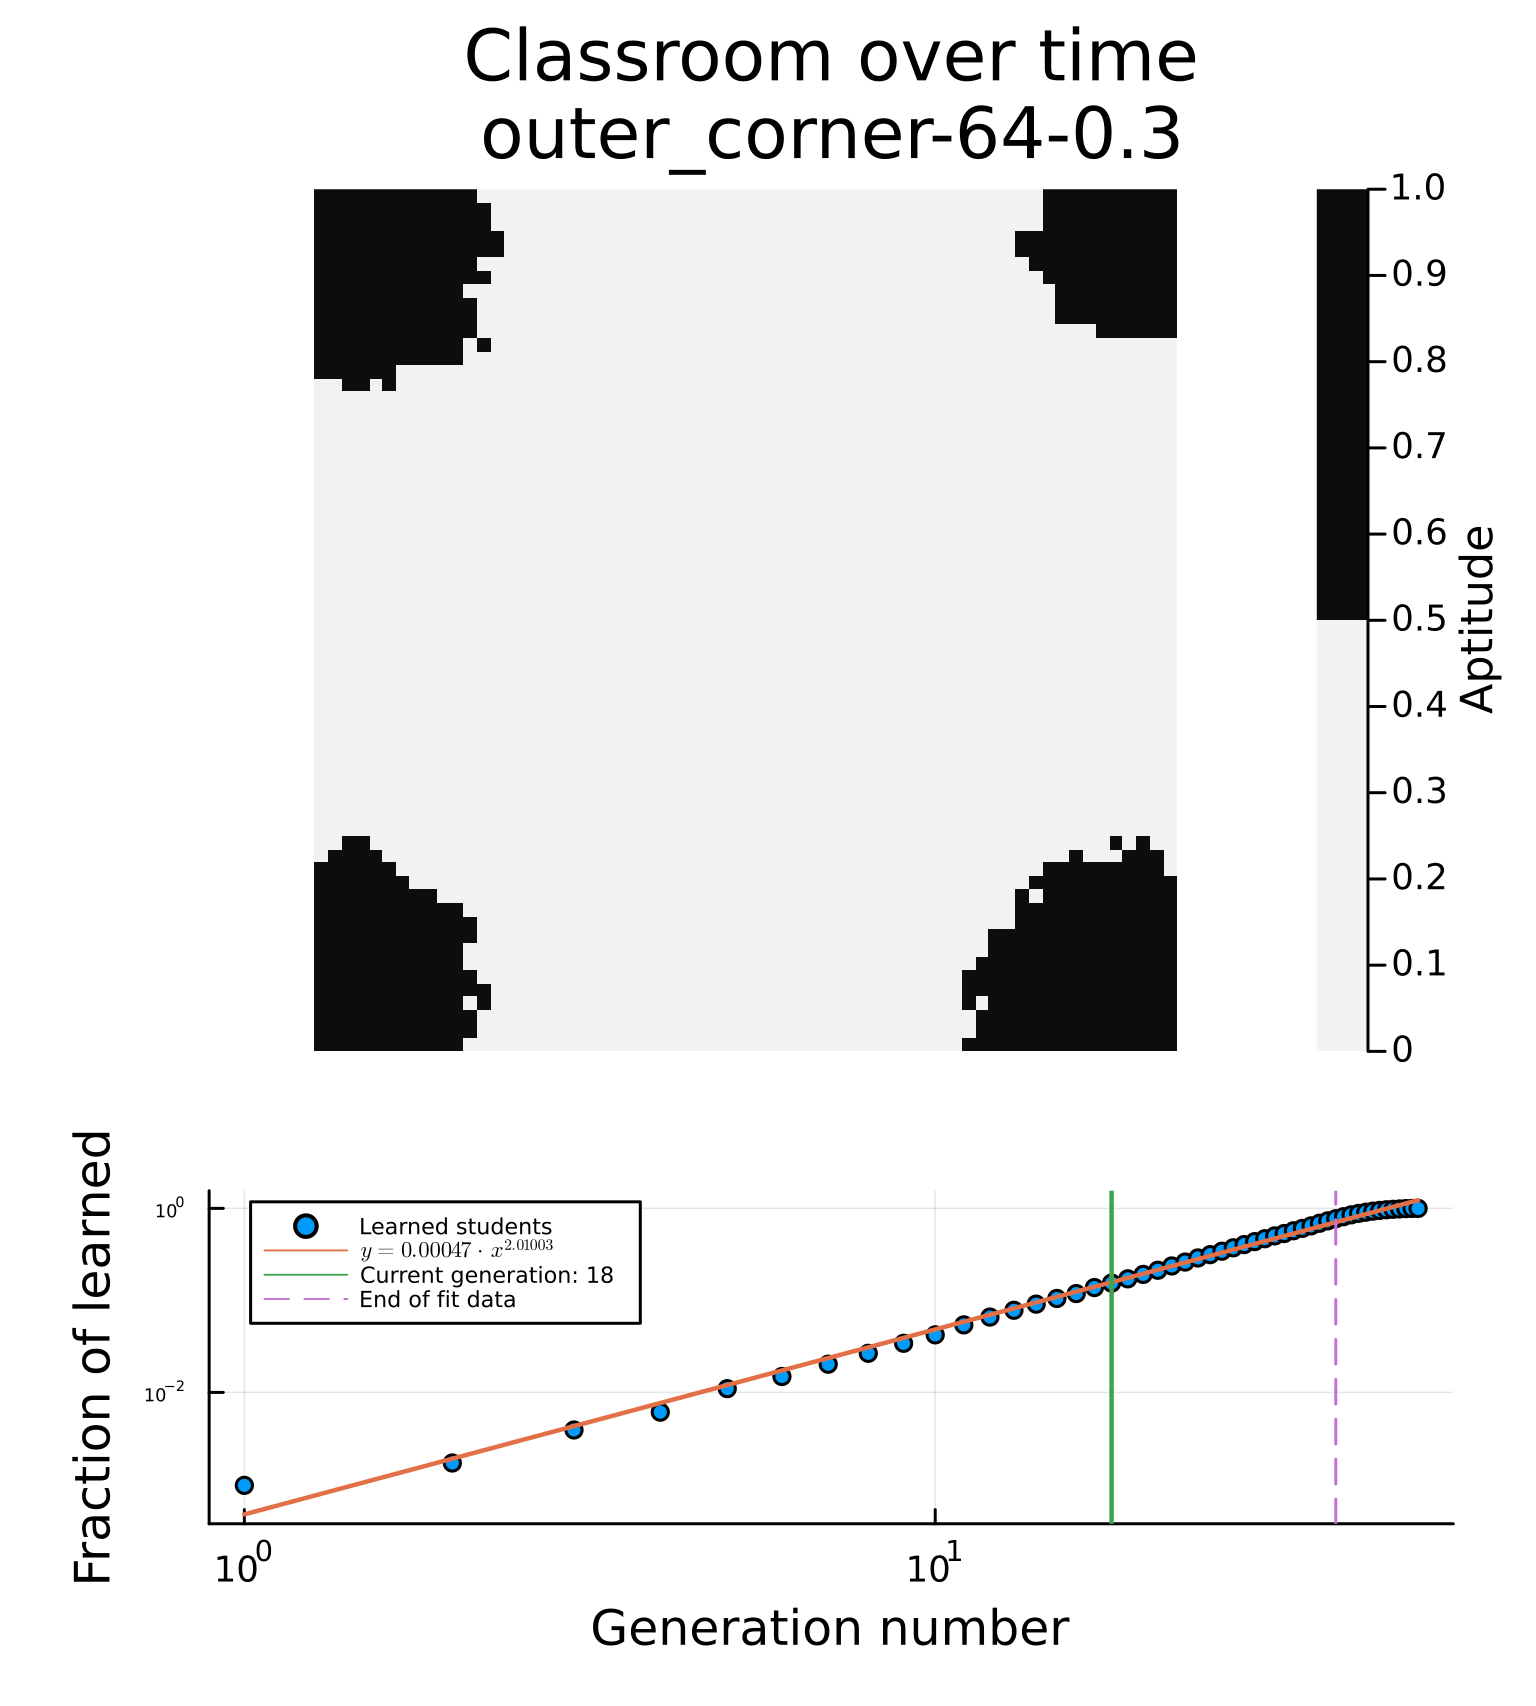 Classroom over time
outer_corner-64-0.3
1.0
0.9
0.8
0.7
0.6
0.5
0.4
0.3
0.2
0.1
0
Aptitude
Fraction of learned
10^0
10^-2
Learned students
y = 0.00047 · x^2.01003
Current generation: 18
End of fit data
10^0
10^1
Generation number